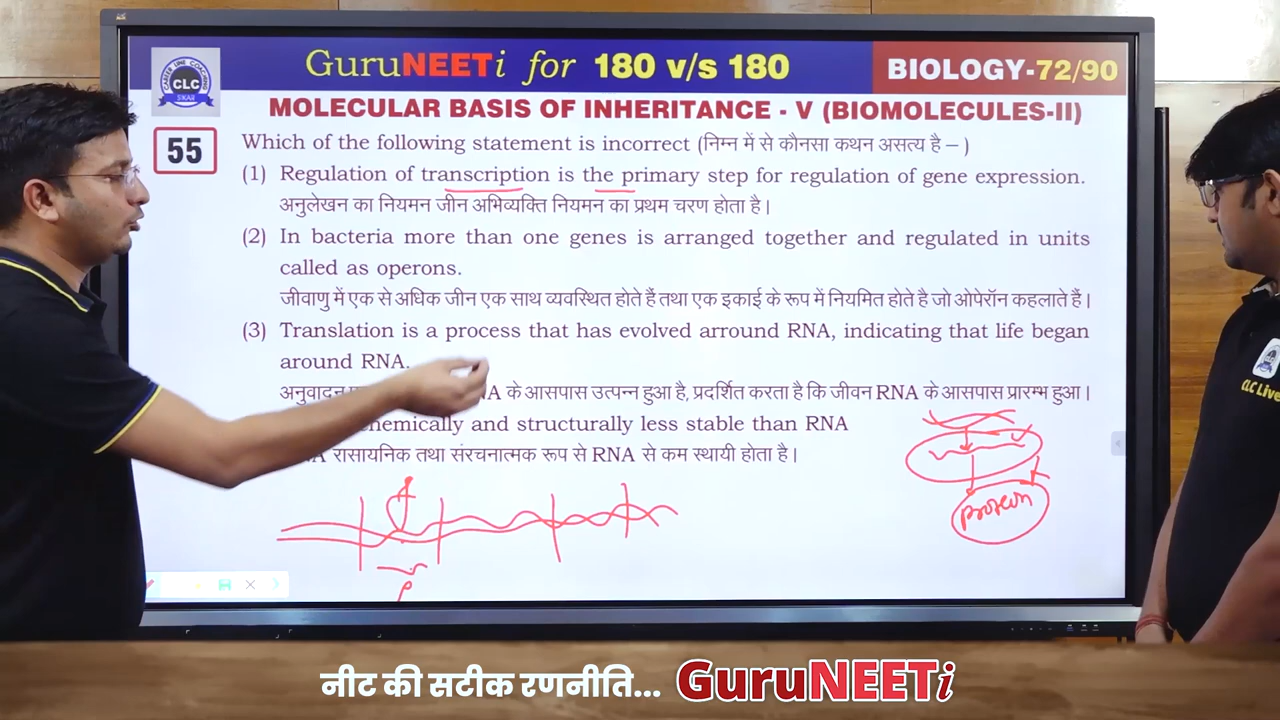 GuruNEETi for 180 v/s 180
BIOLOGY-72/90
CLC
SIKAR
MOLECULAR BASIS OF INHERITANCE - V (BIOMOLECULES-II)
55
Which of the following statement is incorrect (निम्न में से कौनसा कथन असत्य है – )
(1) Regulation of transcription is the primary step for regulation of gene expression.
अनुलेखन का नियमन जीन अभिव्यक्ति नियमन का प्रथम चरण होता है।
(2) In bacteria more than one genes is arranged together and regulated in units
called as operons.
जीवाणु में एक से अधिक जीन एक साथ व्यवस्थित होते हैं तथा एक इकाई के रूप में नियमित होते है जो ओपेरॉन कहलाते हैं।
(3) Translation is a process that has evolved arround RNA, indicating that life began
around RNA.
अनुवादन के आसपास उत्पन्न हुआ है, प्रदर्शित करता है कि जीवन RNA के आसपास प्रारम्भ हुआ।
and structurally less stable than RNA
रासायनिक तथा संरचनात्मक रूप से RNA से कम स्थायी होता है।
Protein
P
CLC Live
नीट की सटीक रणनीति... GuruNEETi